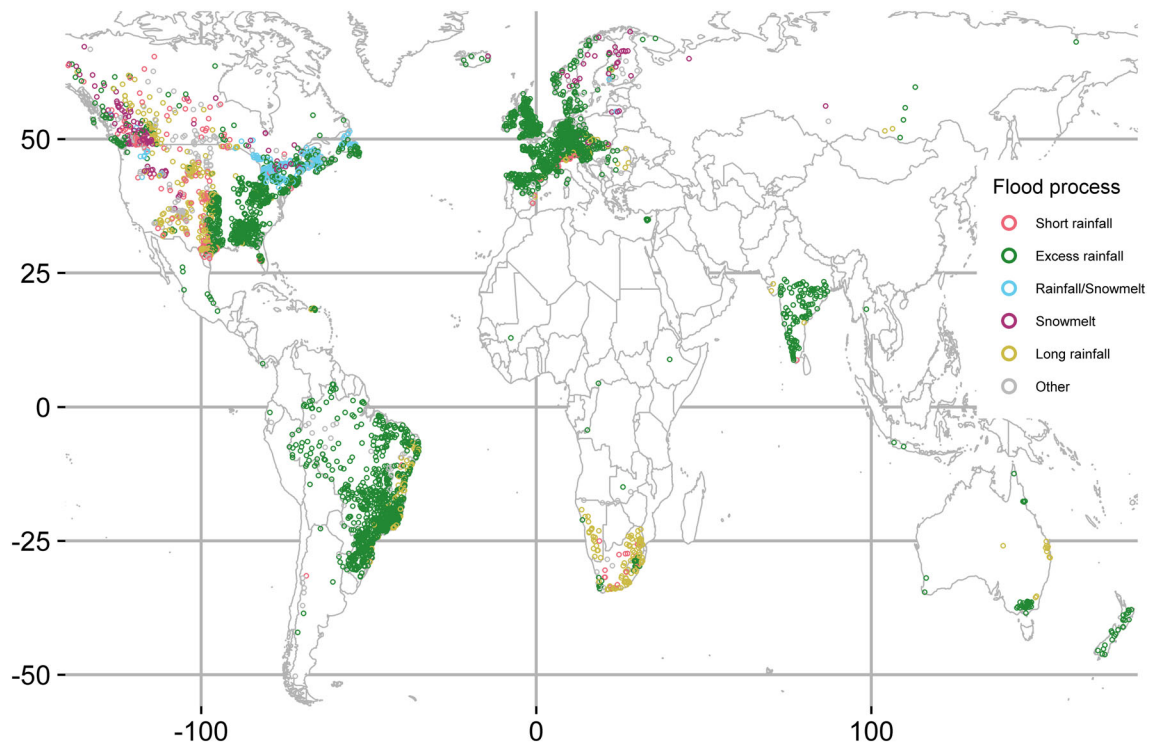 50
25
0
-25
-50
-100
0
100
Flood process
Short rainfall
Excess rainfall
Rainfall/Snowmelt
Snowmelt
Long rainfall
Other